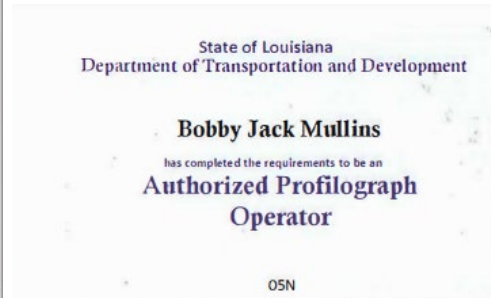 State of Louisiana
Department of Transportation and Development
Bobby Jack Mullins
has completed the requirements to be an
Authorized Profilograph
Operator
05N